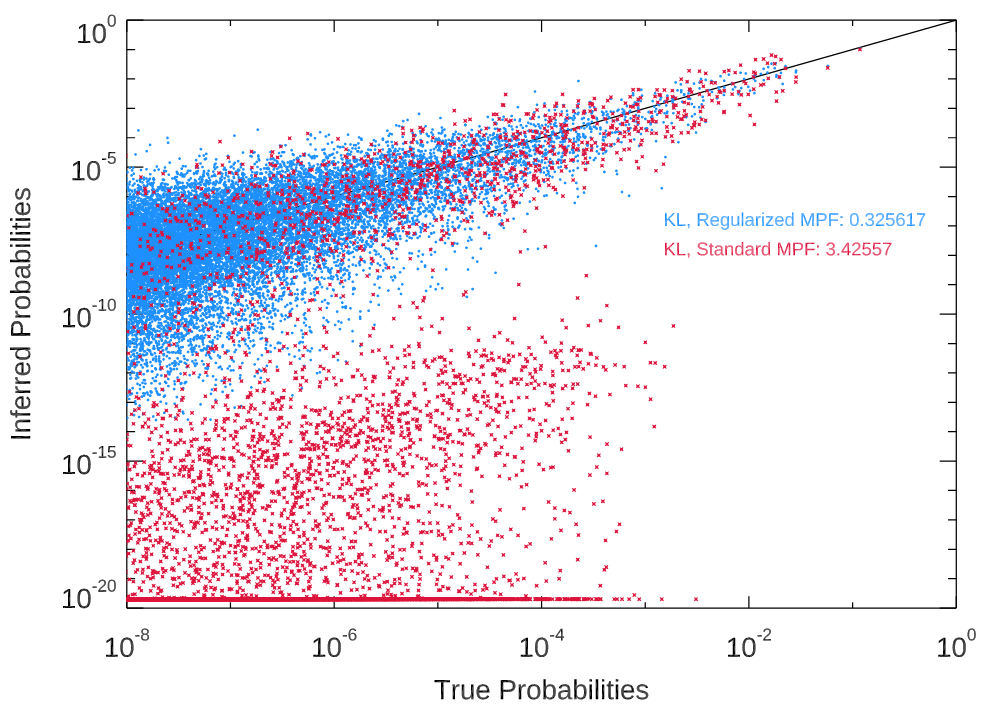 10^0
10^-5
10^-10
10^-15
10^-20
Inferred Probabilities
KL, Regularized MPF: 0.325617
KL, Standard MPF: 3.42557
10^-8 10^-6 10^-4 10^-2 10^0
True Probabilities